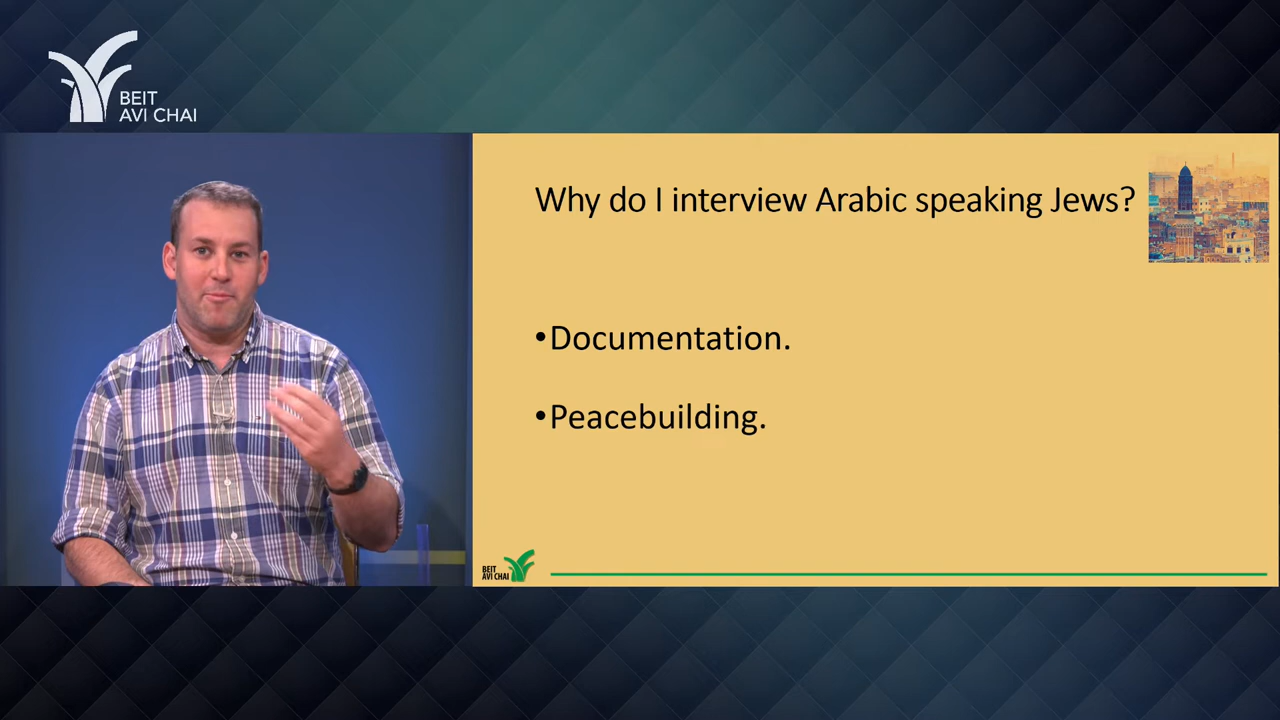 BEIT
AVI CHAI
Why do I interview Arabic speaking Jews?
•Documentation.
•Peacebuilding.
BEIT
AVI CHAI